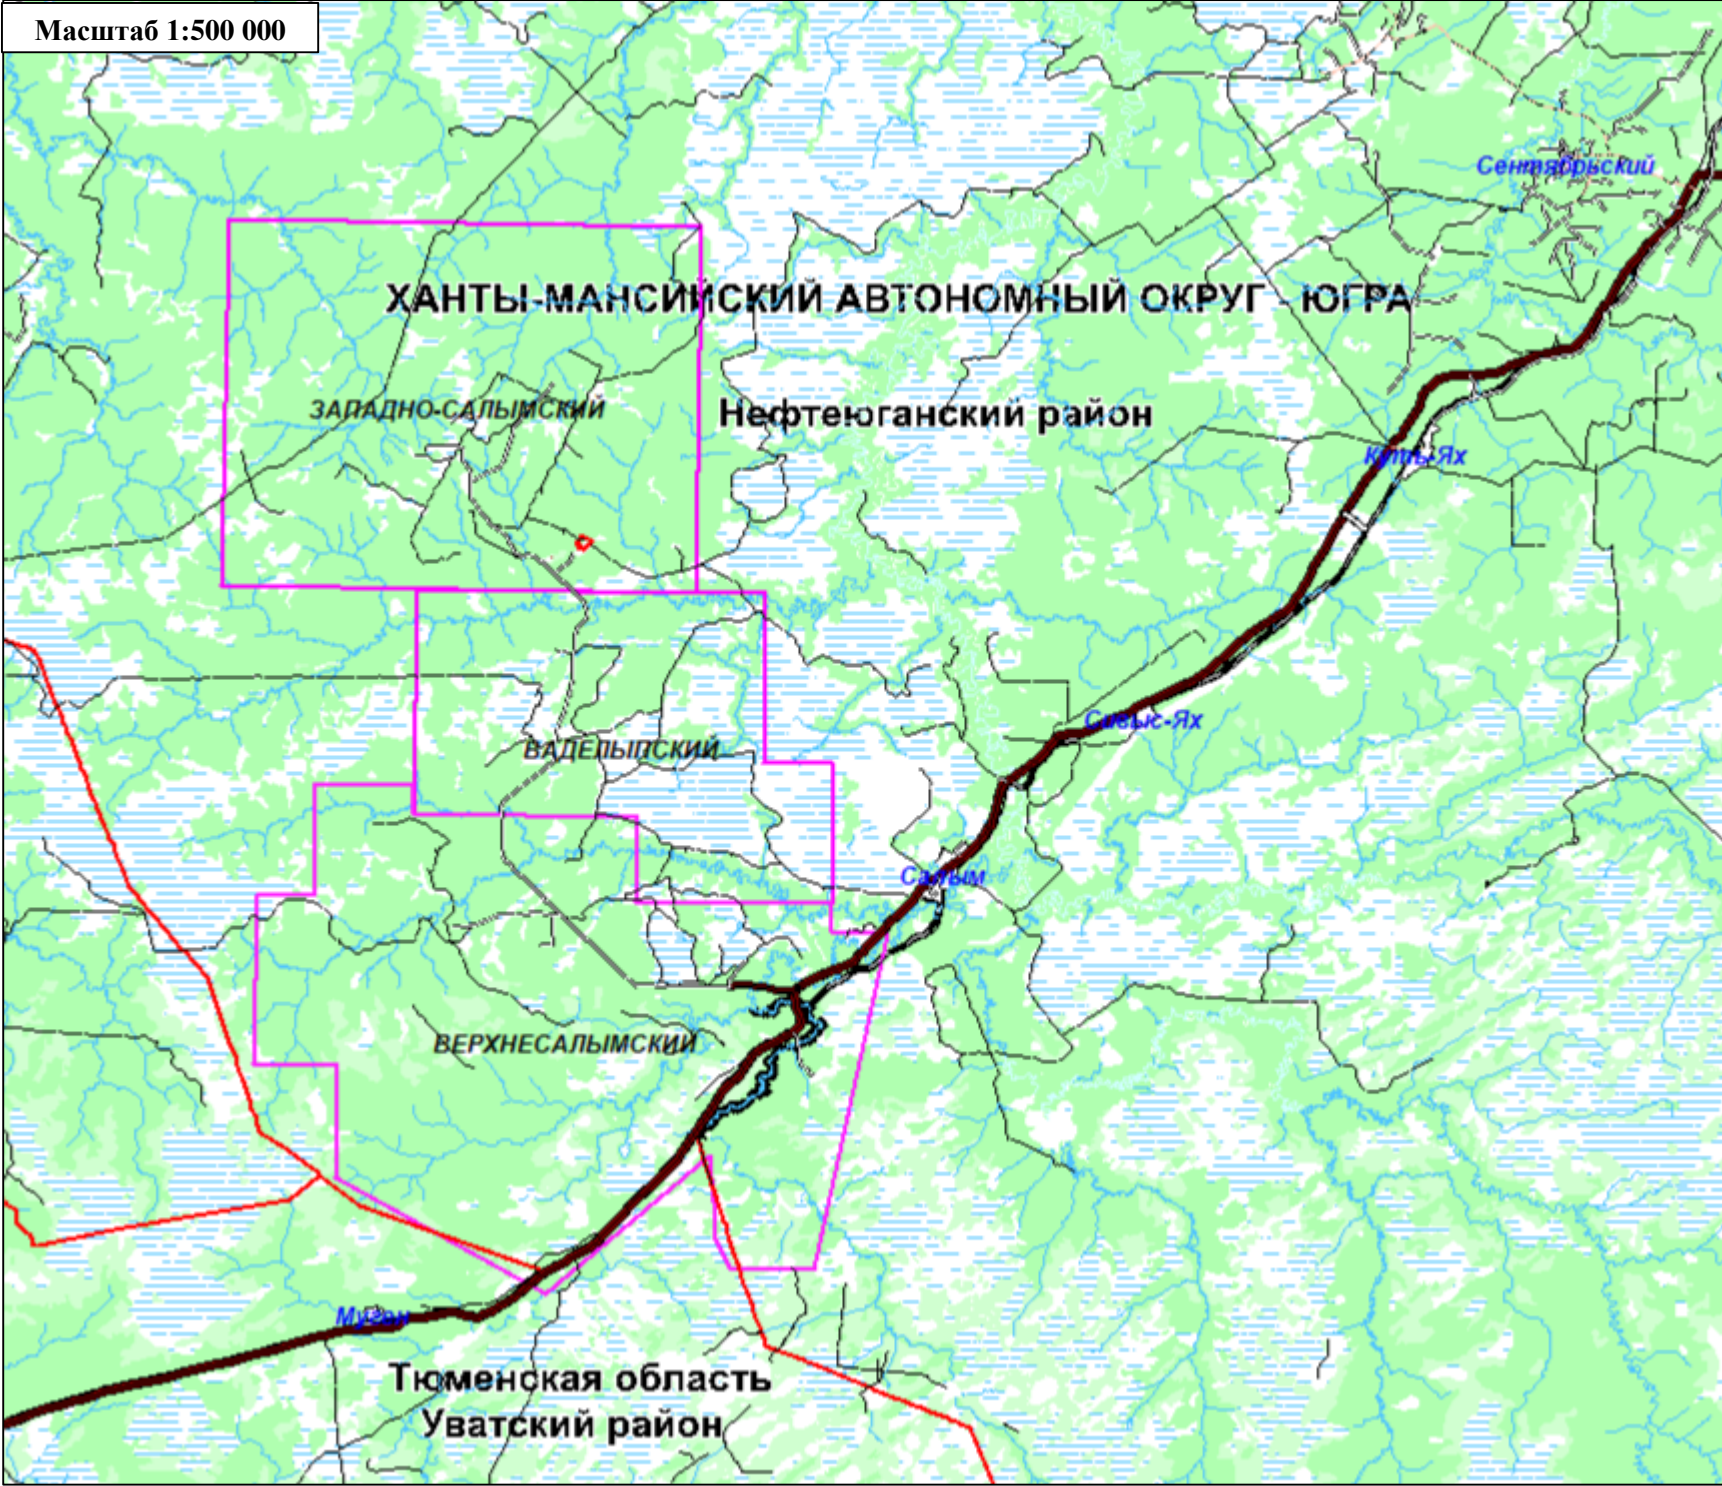 Масштаб 1:500 000
Сентябрьский
ХАНТЫ-МАНСИЙСКИЙ АВТОНОМНЫЙ ОКРУГ - ЮГРА
ЗАПАДНО-САЛЫМСКИЙ
Нефтеюганский район
Куть-Ях
Сивыс-Ях
ВАДЕЛЫПСКИЙ
Салым
ВЕРХНЕСАЛЫМСКИЙ
Муген
Тюменская область
Уватский район